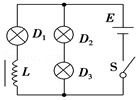 D₁ D₂ E
L D₃ S